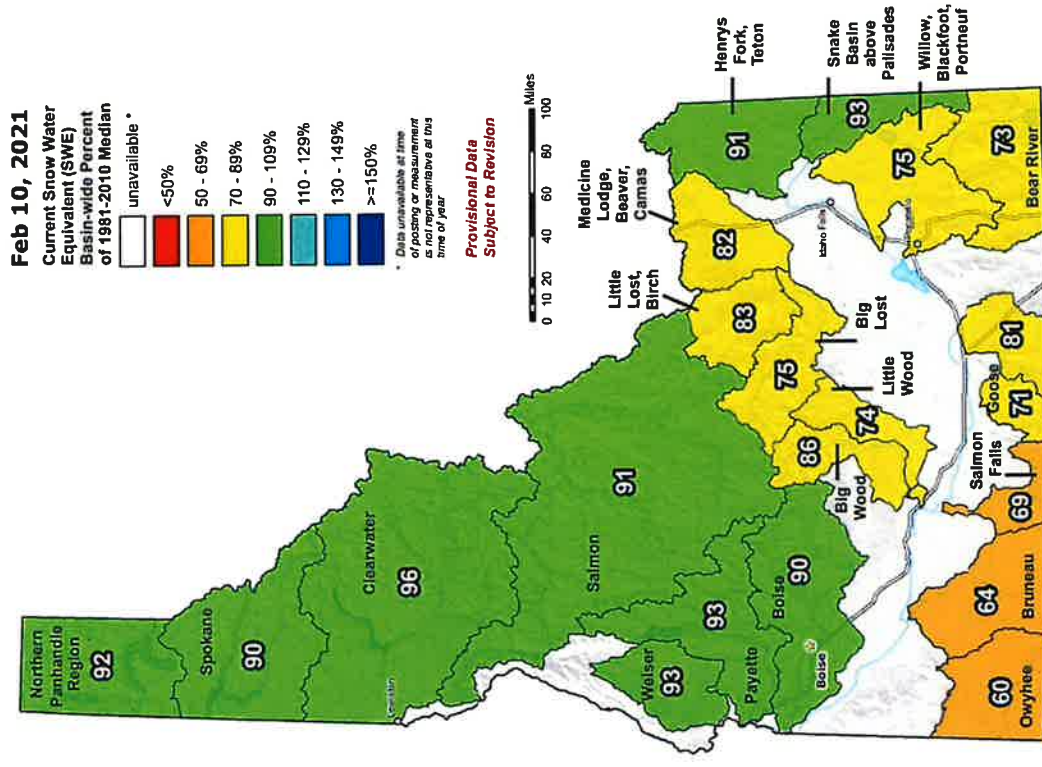 Feb 10, 2021
Current Snow Water
Equivalent (SWE)
Basin-wide Percent
of 1981-2010 Median
unavailable *
<50%
50 - 69%
70 - 89%
90 - 109%
110 - 129%
130 - 149%
>=150%
* Data unavailable at time
of posting or measurement
is not representative at this
time of year
Provisional Data
Subject to Revision
0 10 20 40 60 80 100
Miles
Northern
Panhandle
Region
92
Spokane
90
Clearwater
96
Lewiston
Salmon
91
Weiser
93
93
Payette
Boise
90
Boise
Big
Wood
86
Little
Wood
74
Big
Lost
75
Little
Lost,
Birch
83
Medicine
Lodge,
Beaver,
Camas
82
Henrys
Fork,
Teton
91
Snake
Basin
above
Palisades
93
Willow,
Blackfoot,
Portneuf
75
Idaho Falls
Bear River
73
81
Goose
71
Salmon
Falls
69
Bruneau
64
Owyhee
60